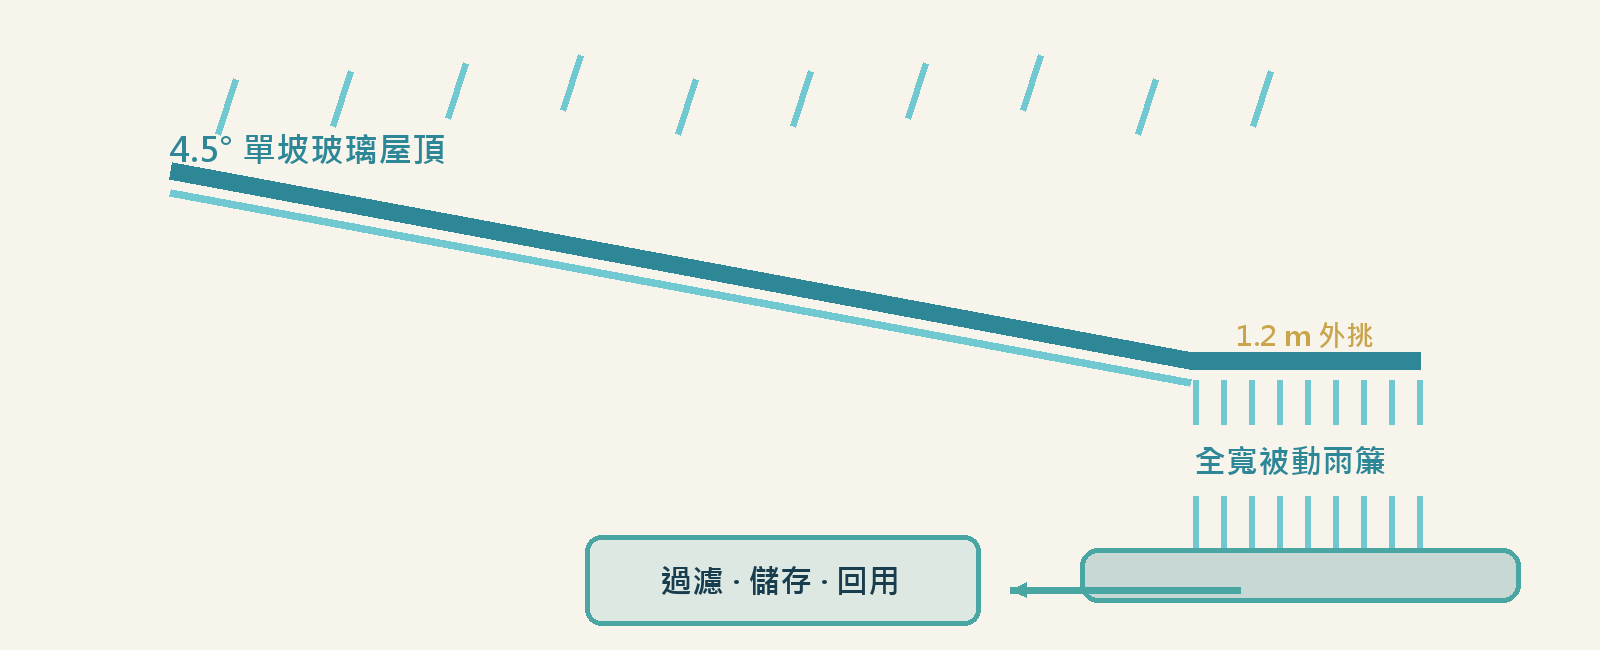 4.5° 單坡玻璃屋頂
1.2 m 外挑
全寬被動雨簾
過濾 · 儲存 · 回用